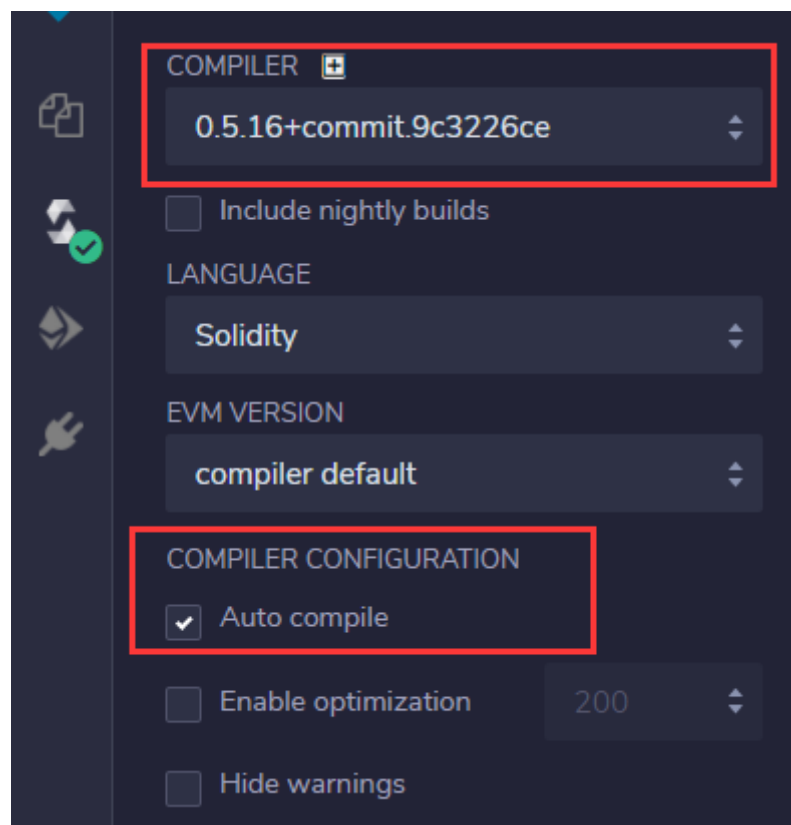 COMPILER
0.5.16+commit.9c3226ce
Include nightly builds
LANGUAGE
Solidity
EVM VERSION
compiler default
COMPILER CONFIGURATION
Auto compile
Enable optimization 200
Hide warnings